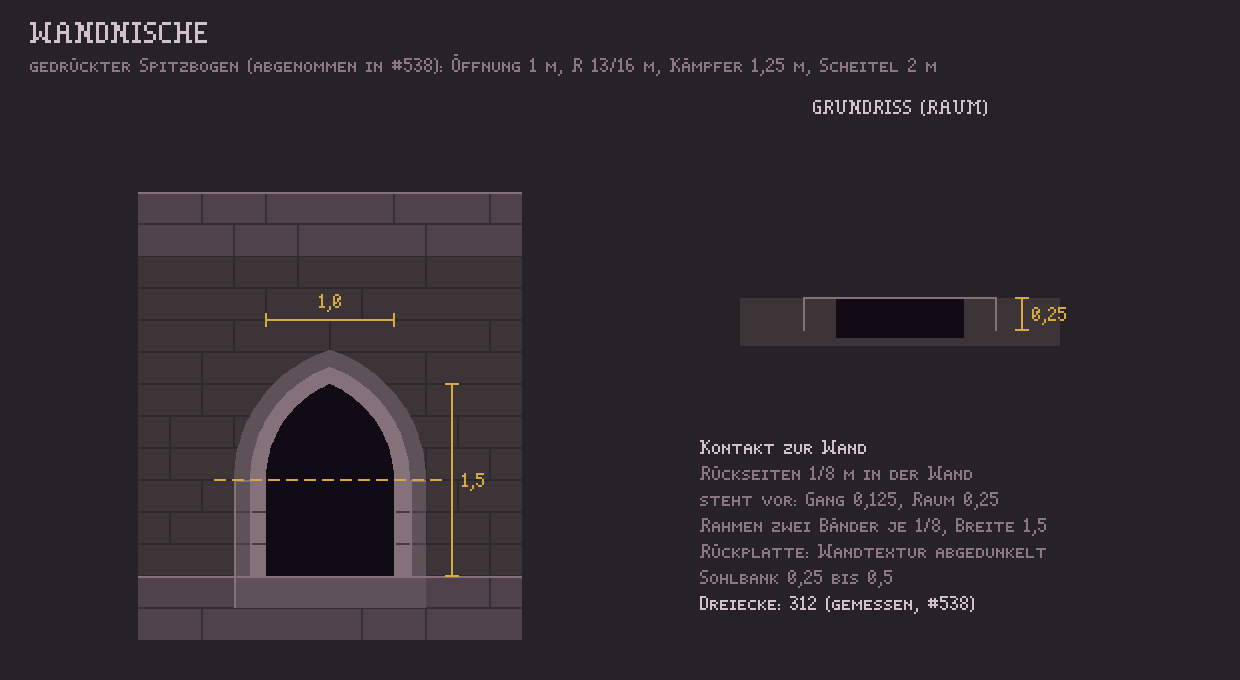 WANDNISCHE
GEDRÜCKTER SPITZBOGEN (ABGENOMMEN IN #538): ÖFFNUNG 1 M, R 13/16 M, KÄMPFER 1,25 M, SCHEITEL 2 M
GRUNDRISS (RAUM)
1,0
0,25
1,5
KONTAKT ZUR WAND
RÜCKSEITEN 1/8 M IN DER WAND
STEHT VOR: GANG 0,125, RAUM 0,25
RAHMEN ZWEI BÄNDER JE 1/8, BREITE 1,5
RÜCKPLATTE: WANDTEXTUR ABGEDUNKELT
SOHLBANK 0,25 BIS 0,5
DREIECKE: 312 (GEMESSEN, #538)